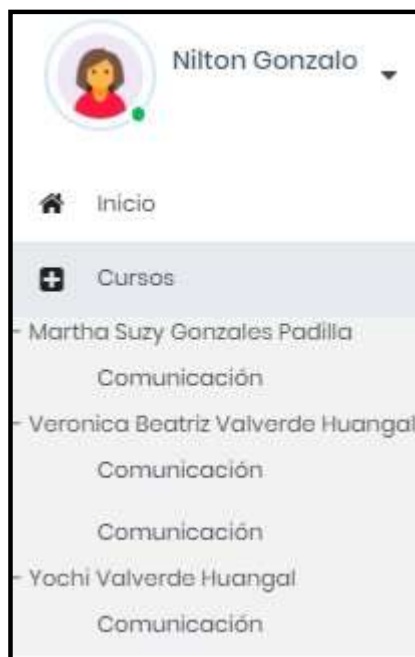 Nilton Gonzalo
Inicio
Cursos
- Martha Suzy Gonzales Padilla
Comunicación
- Veronica Beatriz Valverde Huangal
Comunicación
Comunicación
- Yochi Valverde Huangal
Comunicación